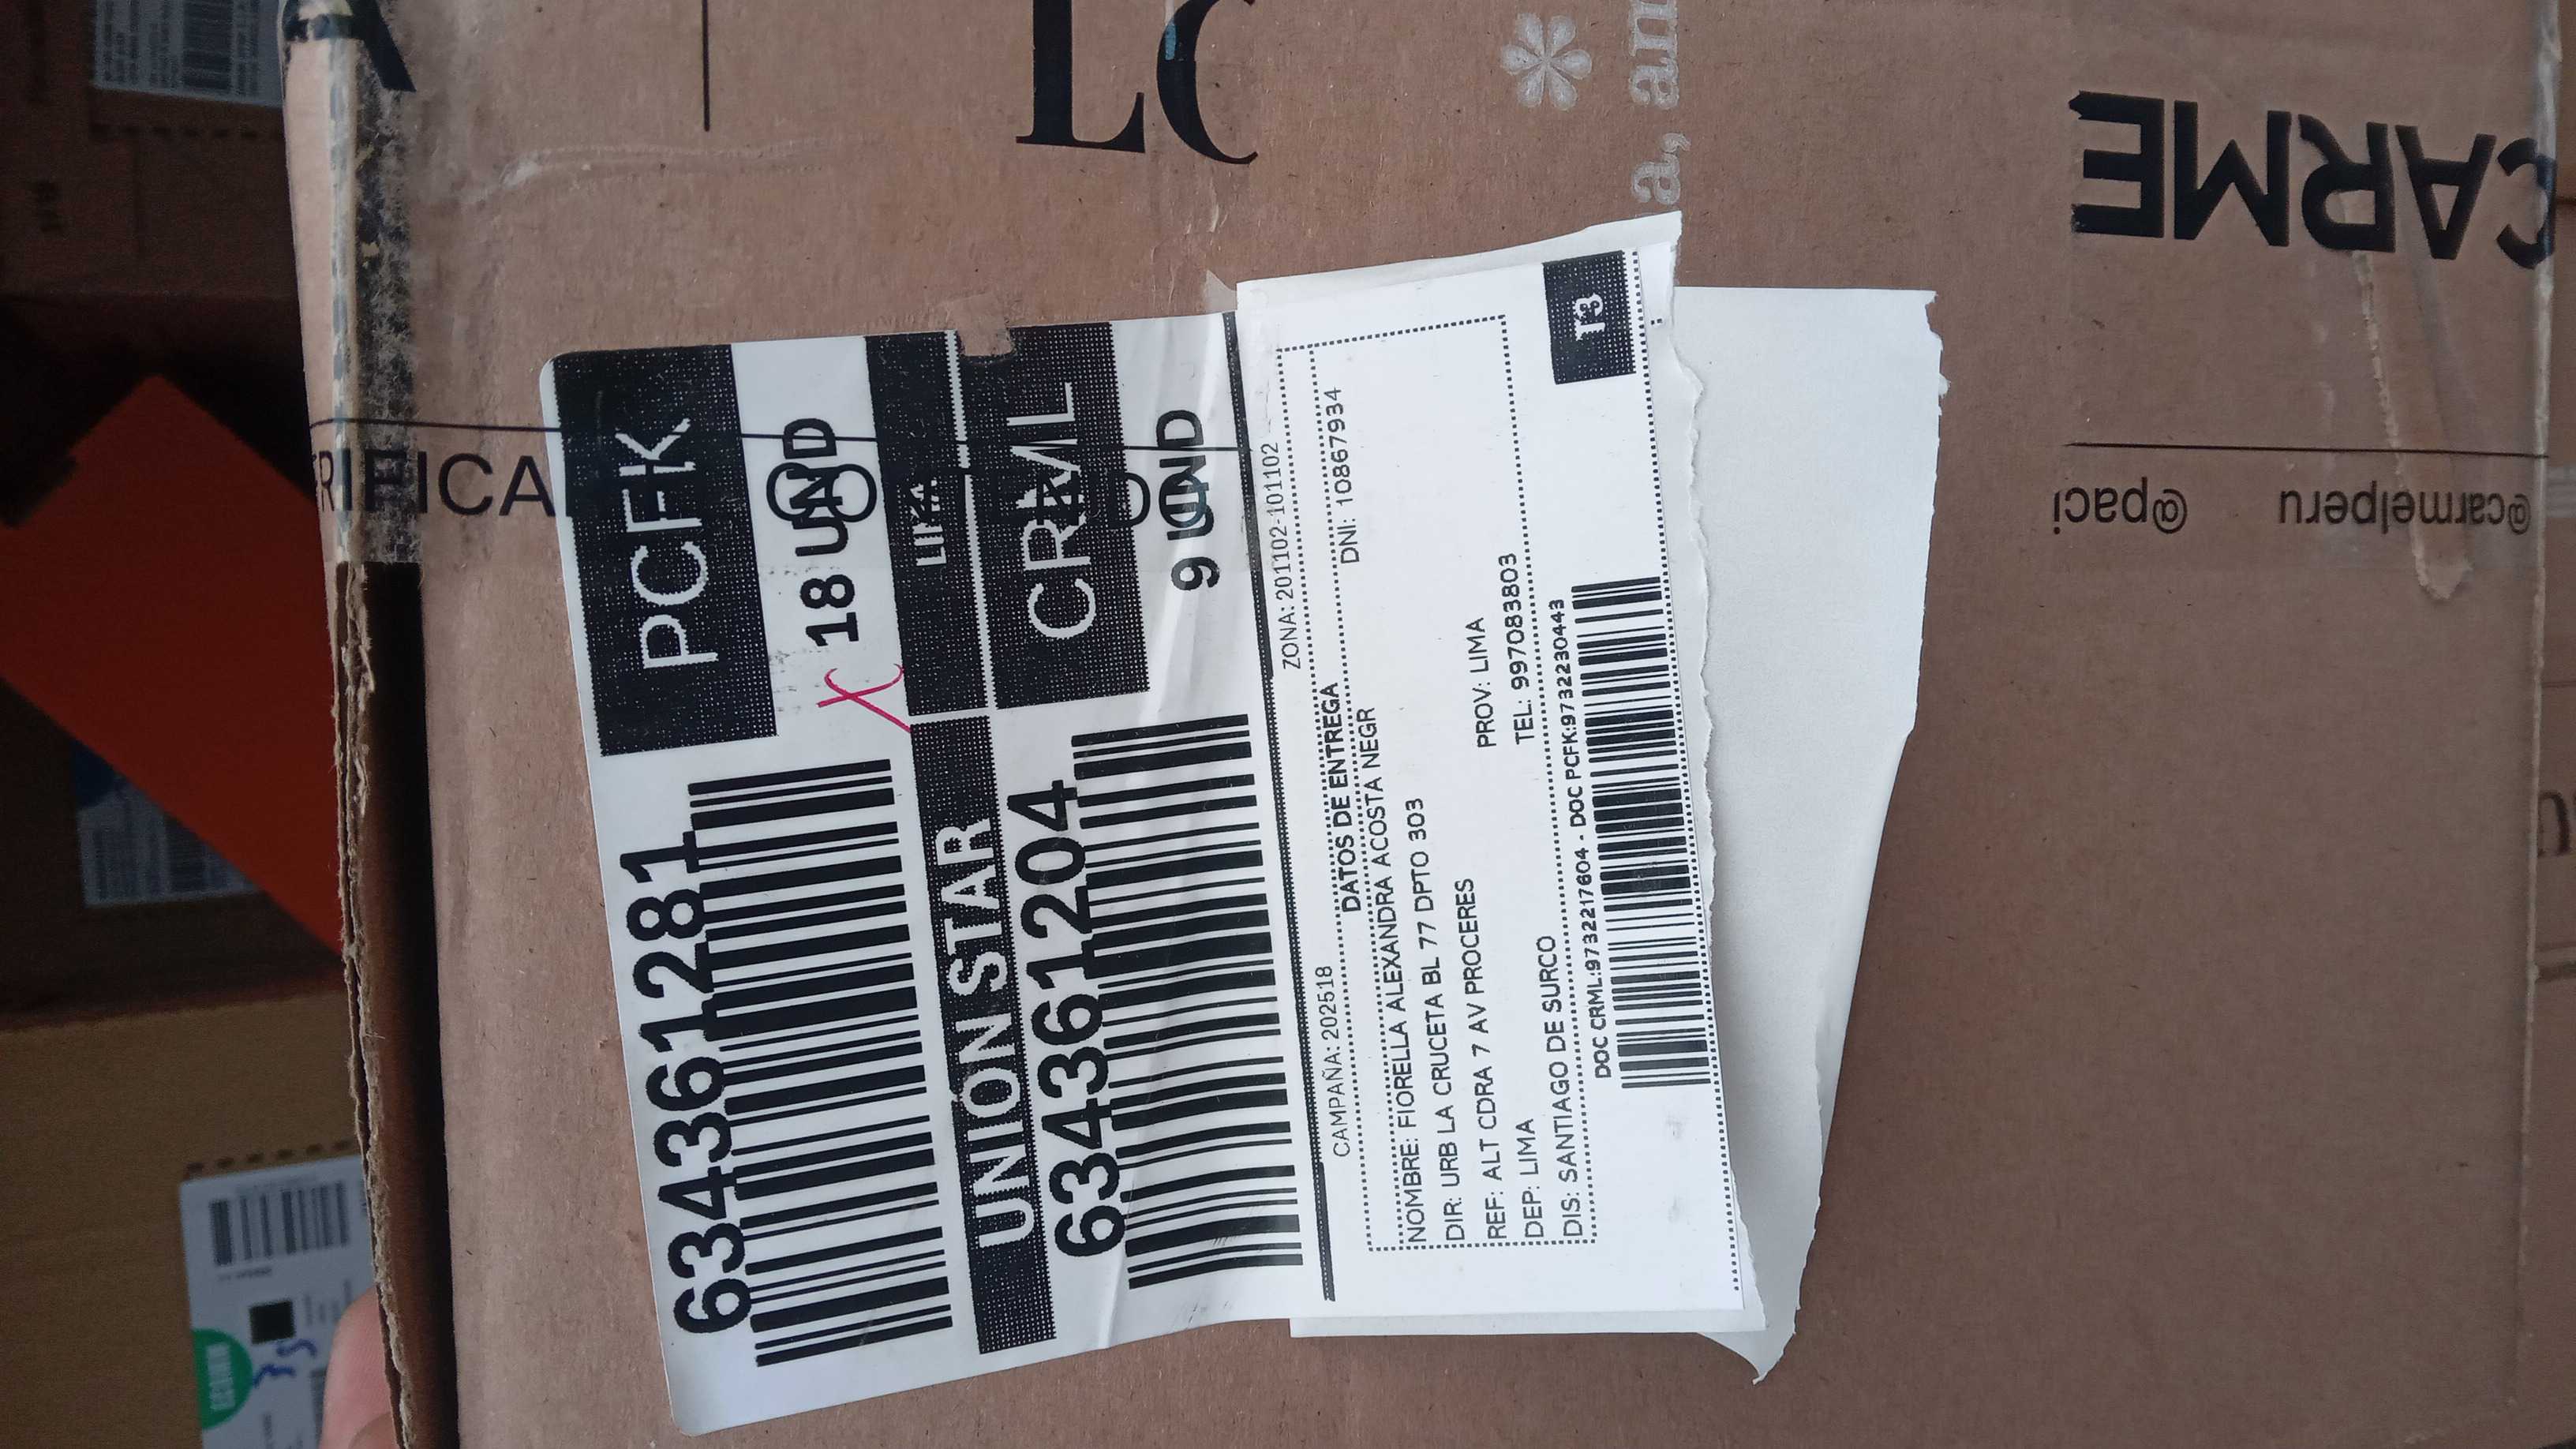 634361281
PCFK
18 UND
UNION STAR
LIMA
634361204
CRML
9 UND
CAMPAÑA: 202518
ZONA: 201102-101102
DATOS DE ENTREGA
NOMBRE: FIORELLA ALEXANDRA ACOSTA NEGR
DNI: 10867934
DIR: URB LA CRUCETA BL 77 DPTO 303
REF: ALT CDRA 7 AV PROCERES
DEP: LIMA
PROV: LIMA
DIS: SANTIAGO DE SURCO
TEL: 997083803
DOC CRML:9732217604 - DOC PCFK:9732230443
T3
CARME
@carmelperu
@paci
RIFICA
LO
a, am